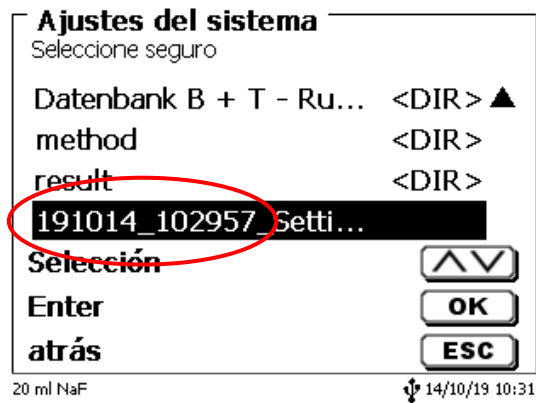 Ajustes del sistema
Seleccione seguro
Datenbank B + T - Ru... <DIR>
method <DIR>
result <DIR>
191014_102957_Setti...
Selección
Enter OK
atrás ESC
20 ml NaF 14/10/19 10:31